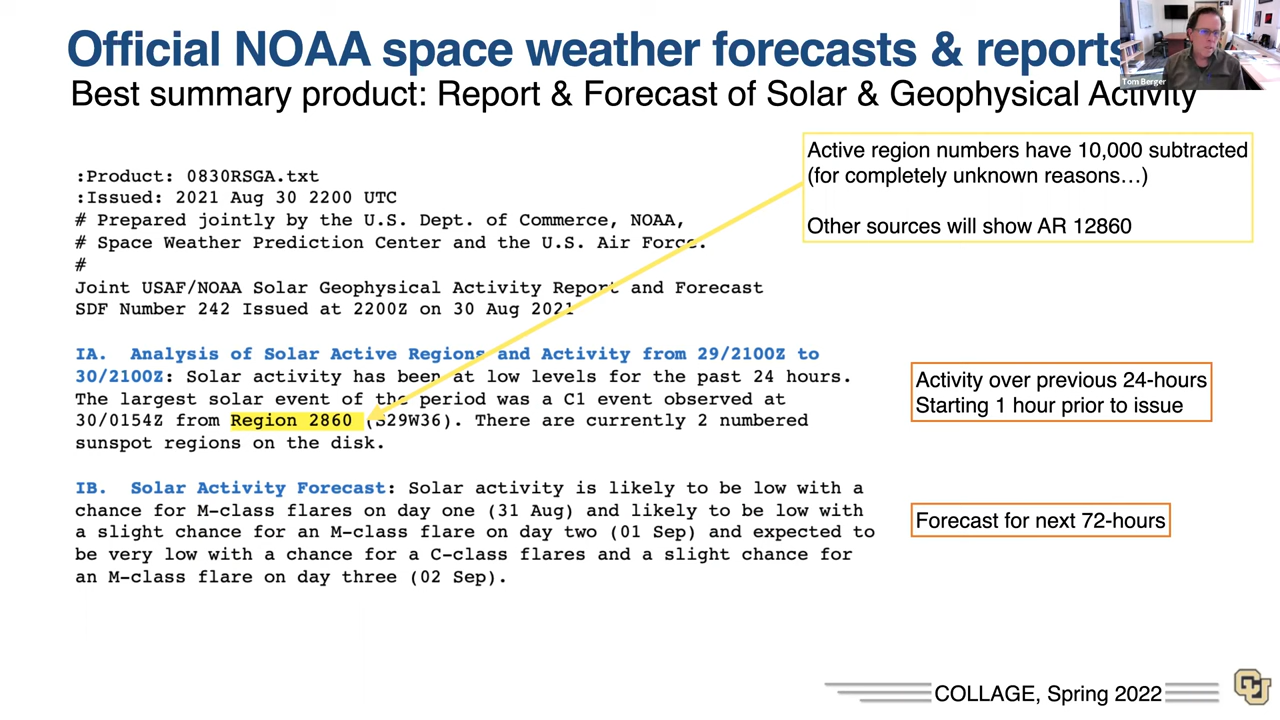 Official NOAA space weather forecasts & reports
Best summary product: Report & Forecast of Solar & Geophysical Activity
Tom Berger
Active region numbers have 10,000 subtracted
(for completely unknown reasons…)
Other sources will show AR 12860
:Product: 0830RSGA.txt
:Issued: 2021 Aug 30 2200 UTC
# Prepared jointly by the U.S. Dept. of Commerce, NOAA,
# Space Weather Prediction Center and the U.S. Air Force.
#
Joint USAF/NOAA Solar Geophysical Activity Report and Forecast
SDF Number 242 Issued at 2200Z on 30 Aug 2021
IA. Analysis of Solar Active Regions and Activity from 29/2100Z to
30/2100Z: Solar activity has been at low levels for the past 24 hours.
The largest solar event of the period was a C1 event observed at
30/0154Z from Region 2860 (S29W36). There are currently 2 numbered
sunspot regions on the disk.
Activity over previous 24-hours
Starting 1 hour prior to issue
IB. Solar Activity Forecast: Solar activity is likely to be low with a
chance for M-class flares on day one (31 Aug) and likely to be low with
a slight chance for an M-class flare on day two (01 Sep) and expected to
be very low with a chance for a C-class flares and a slight chance for
an M-class flare on day three (02 Sep).
Forecast for next 72-hours
COLLAGE, Spring 2022
CU